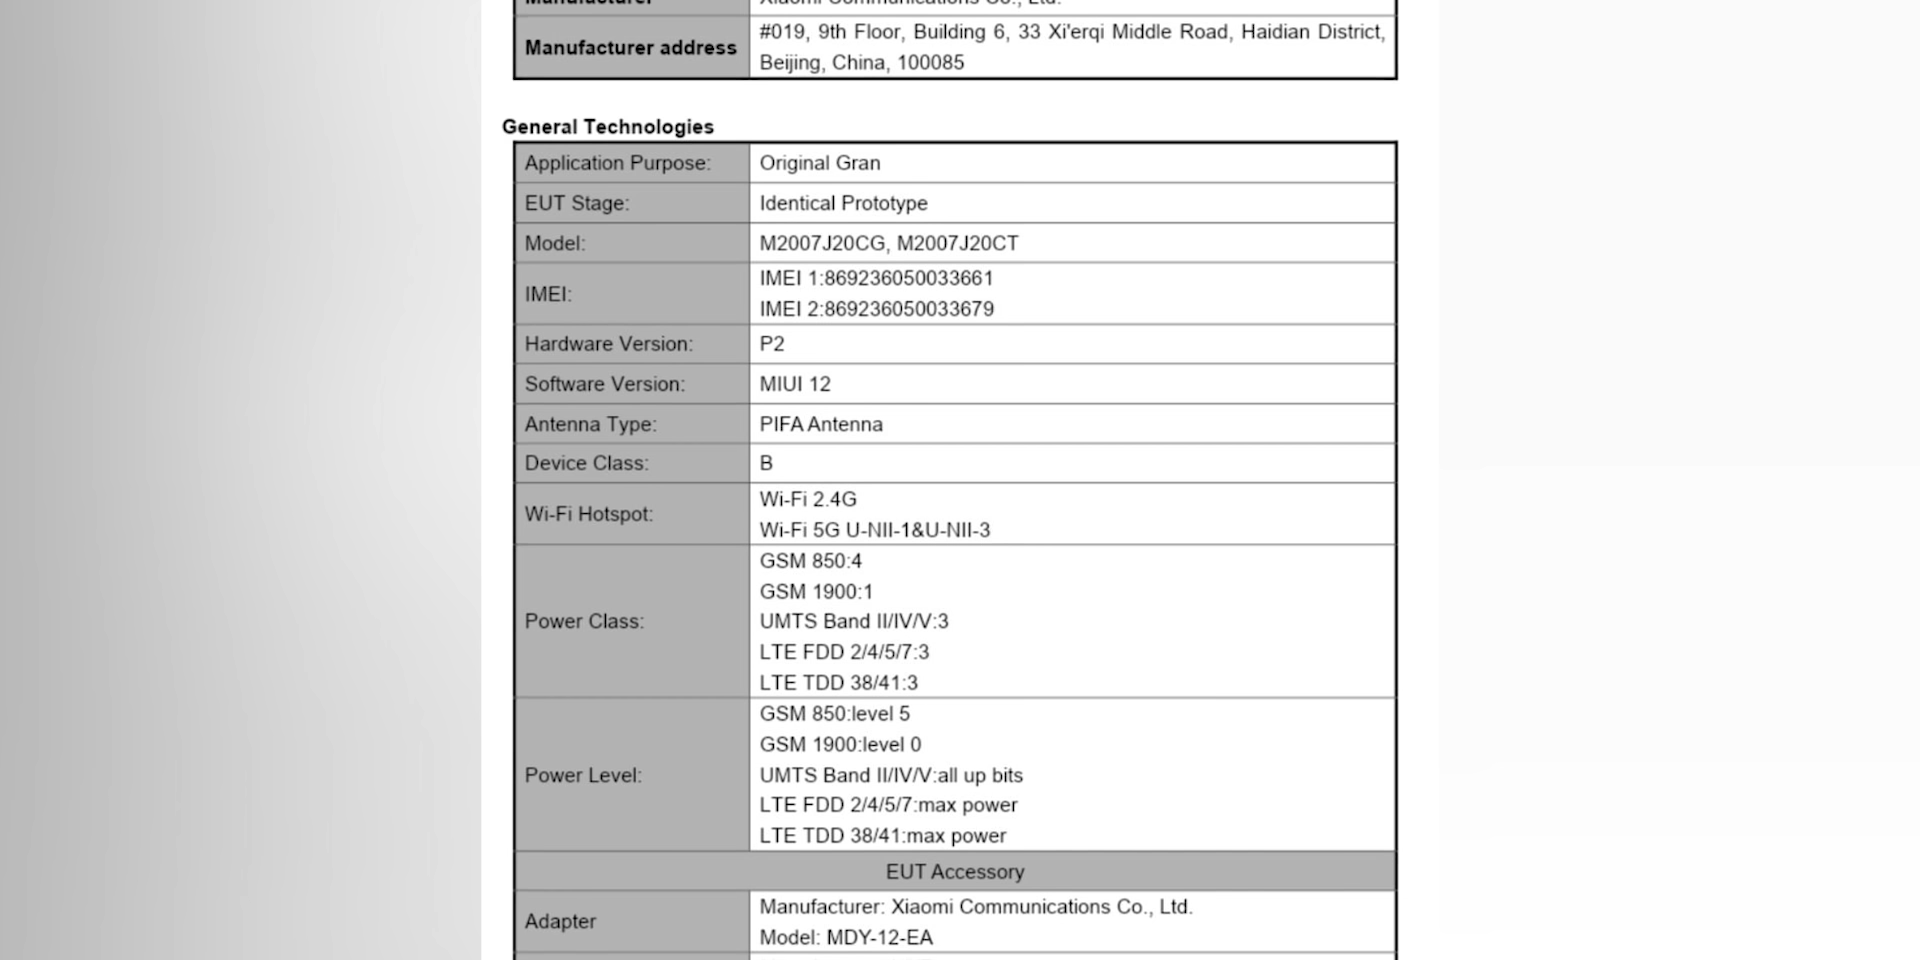 Manufacturer Xiaomi Communications Co., Ltd.
Manufacturer address #019, 9th Floor, Building 6, 33 Xi'erqi Middle Road, Haidian District,
Beijing, China, 100085
General Technologies
Application Purpose: Original Gran
EUT Stage: Identical Prototype
Model: M2007J20CG, M2007J20CT
IMEI: IMEI 1:869236050033661
IMEI 2:869236050033679
Hardware Version: P2
Software Version: MIUI 12
Antenna Type: PIFA Antenna
Device Class: B
Wi-Fi Hotspot: Wi-Fi 2.4G
Wi-Fi 5G U-NII-1&U-NII-3
Power Class: GSM 850:4
GSM 1900:1
UMTS Band II/IV/V:3
LTE FDD 2/4/5/7:3
LTE TDD 38/41:3
Power Level: GSM 850:level 5
GSM 1900:level 0
UMTS Band II/IV/V:all up bits
LTE FDD 2/4/5/7:max power
LTE TDD 38/41:max power
EUT Accessory
Adapter Manufacturer: Xiaomi Communications Co., Ltd.
Model: MDY-12-EA